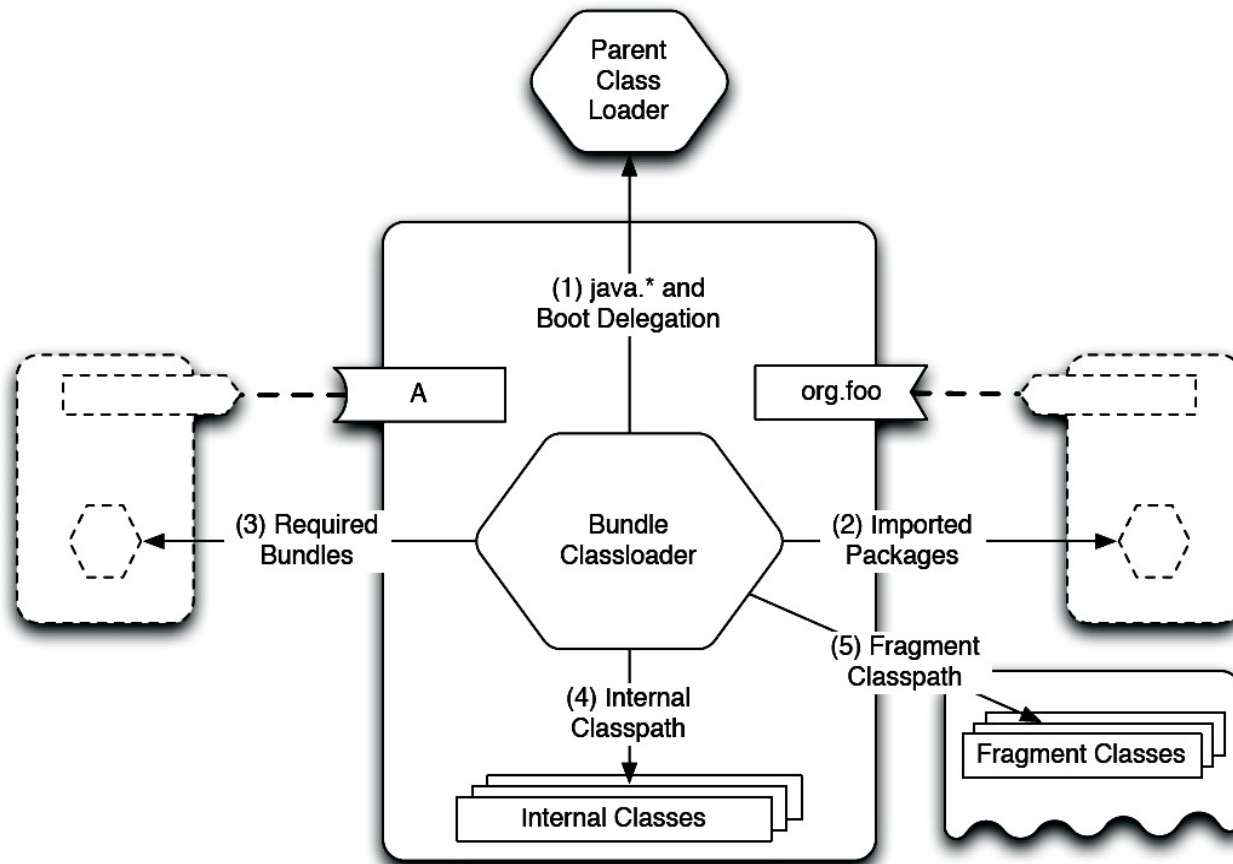 Parent
Class
Loader
(1) java.* and
Boot Delegation
A
org.foo
(3) Required
Bundles
Bundle
Classloader
(2) Imported
Packages
(5) Fragment
Classpath
(4) Internal
Classpath
Fragment Classes
Internal Classes